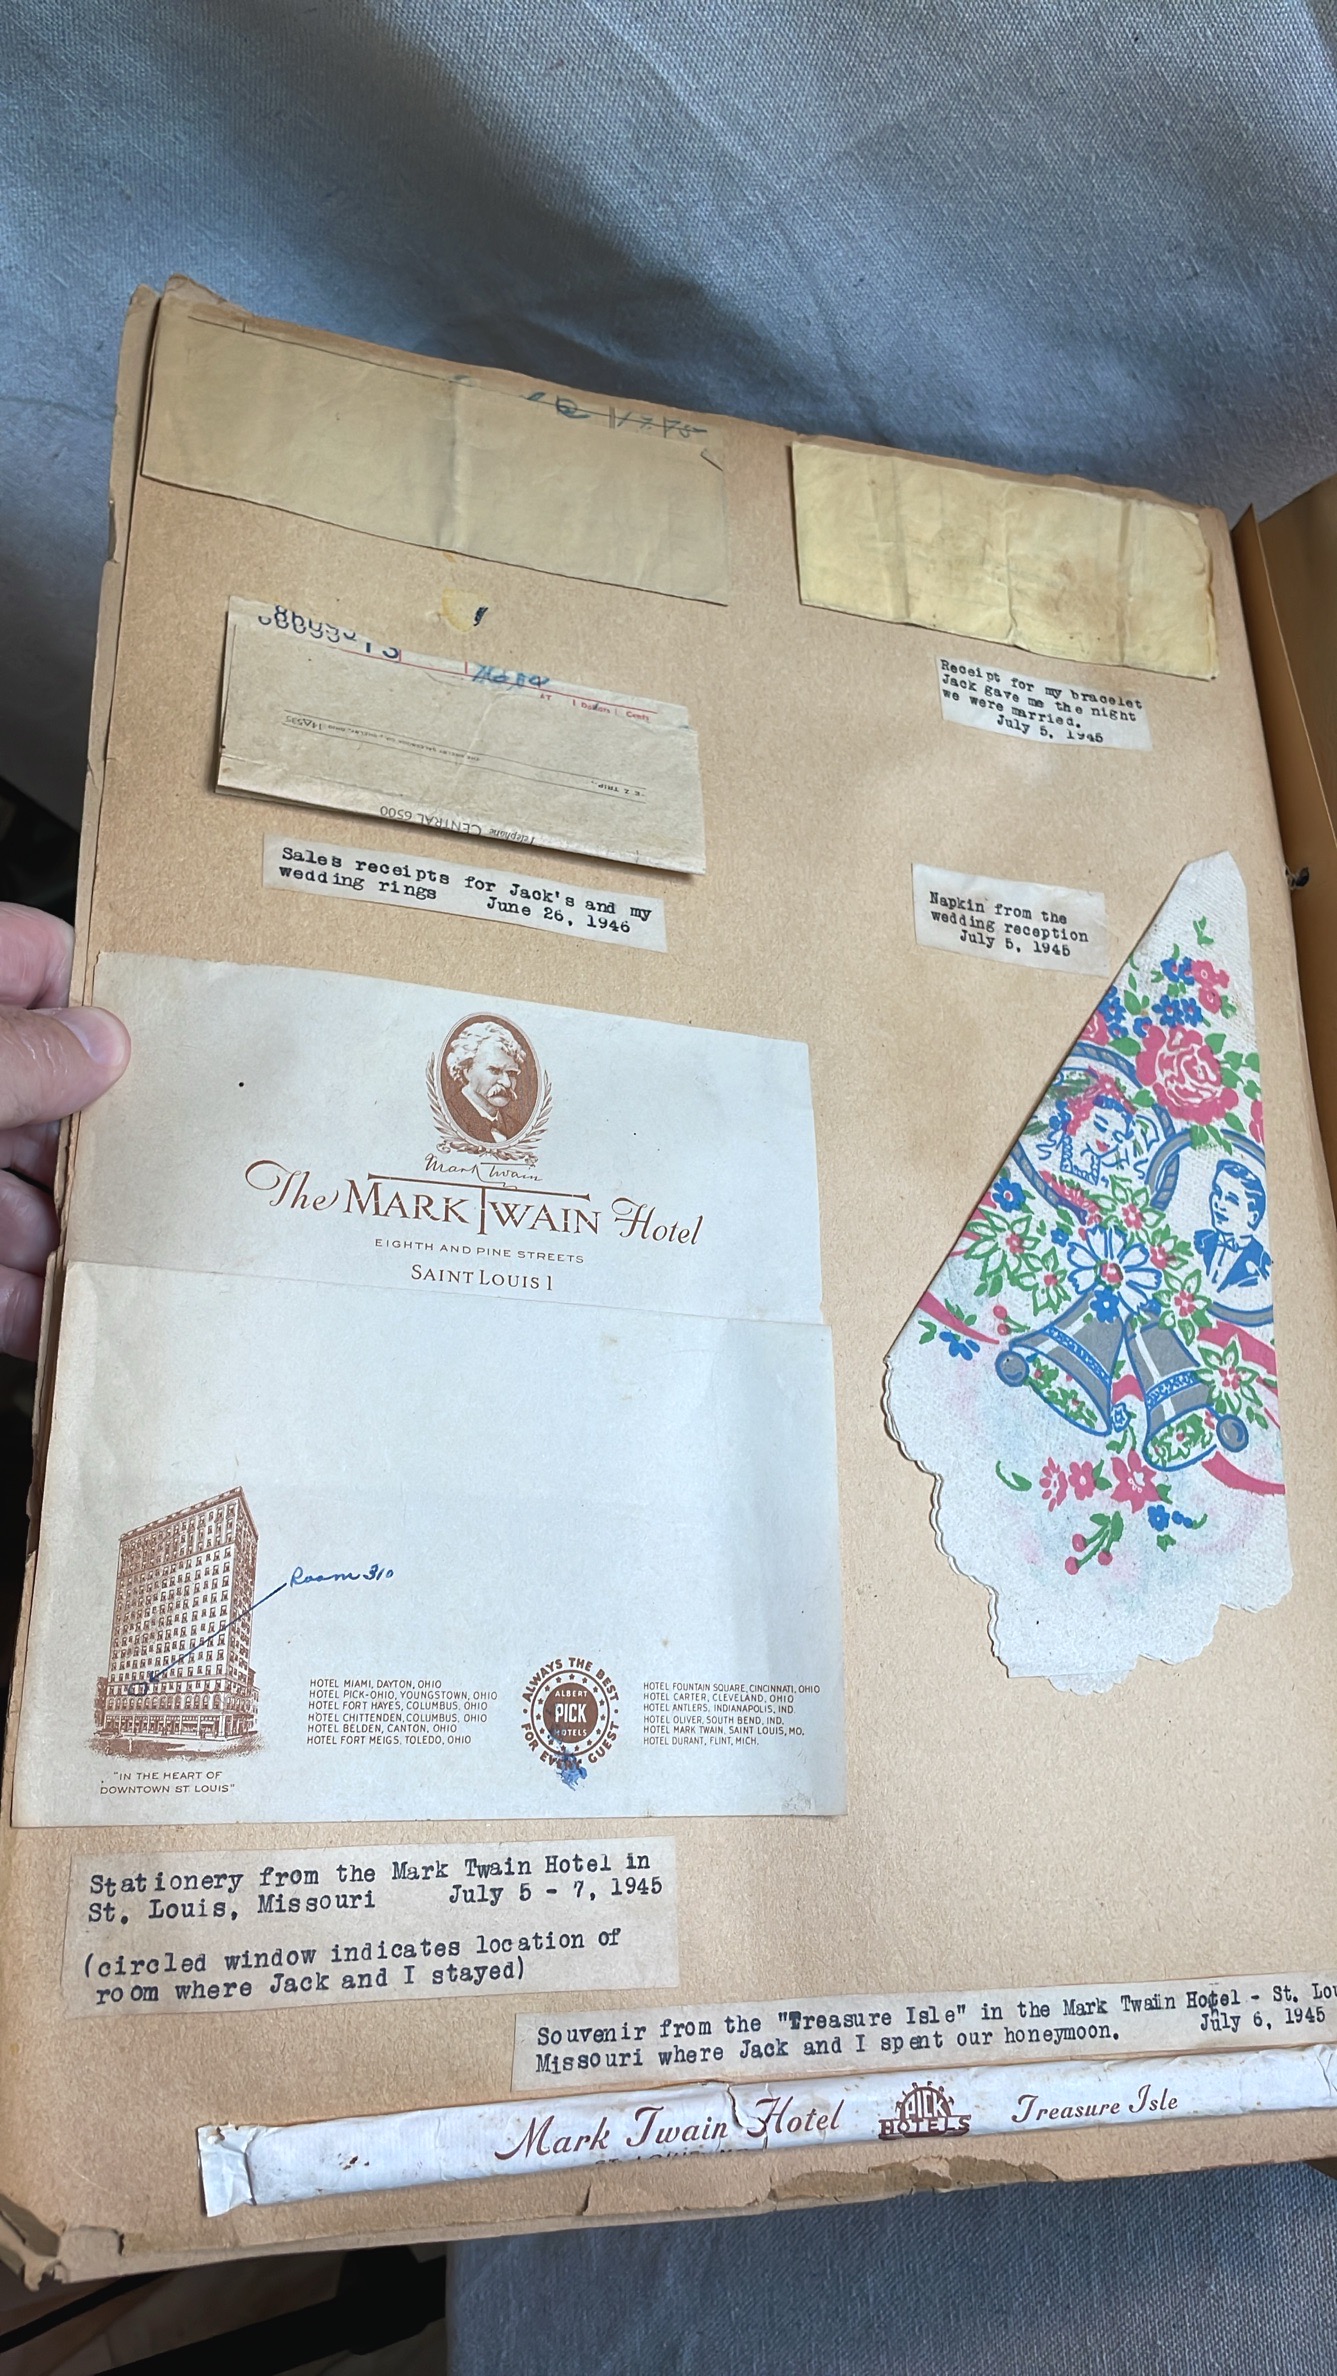 17.75
Receipt for my bracelet
Jack gave me the night
we were married.
July 5, 1945
AT
Dollars
Cents
E Z TRIP
14535
Telephone CENTRAL 6500
Sales receipts for Jack's and my
wedding rings June 26, 1946
Napkin from the
wedding reception
July 5, 1945
Mark Twain
The MARK TWAIN Hotel
EIGHTH AND PINE STREETS
SAINT LOUIS 1
Room 310
HOTEL MIAMI, DAYTON, OHIO
HOTEL PICK-OHIO, YOUNGSTOWN, OHIO
HOTEL FORT HAYES, COLUMBUS, OHIO
HOTEL CHITTENDEN, COLUMBUS, OHIO
HOTEL BELDEN, CANTON, OHIO
HOTEL FORT MEIGS, TOLEDO, OHIO
ALWAYS THE BEST
ALBERT
PICK
HOTELS
FOR EVERY GUEST
HOTEL FOUNTAIN SQUARE, CINCINNATI, OHIO
HOTEL CARTER, CLEVELAND, OHIO
HOTEL ANTLERS, INDIANAPOLIS, IND.
HOTEL OLIVER, SOUTH BEND, IND.
HOTEL MARK TWAIN, SAINT LOUIS, MO.
HOTEL DURANT, FLINT, MICH.
"IN THE HEART OF
DOWNTOWN ST. LOUIS"
Stationery from the Mark Twain Hotel in
St. Louis, Missouri July 5 - 7, 1945
(circled window indicates location of
room where Jack and I stayed)
Souvenir from the "Treasure Isle" in the Mark Twain Hotel - St. Lou
Missouri where Jack and I spent our honeymoon. July 6, 1945
Mark Twain Hotel
PICK
HOTELS
Treasure Isle